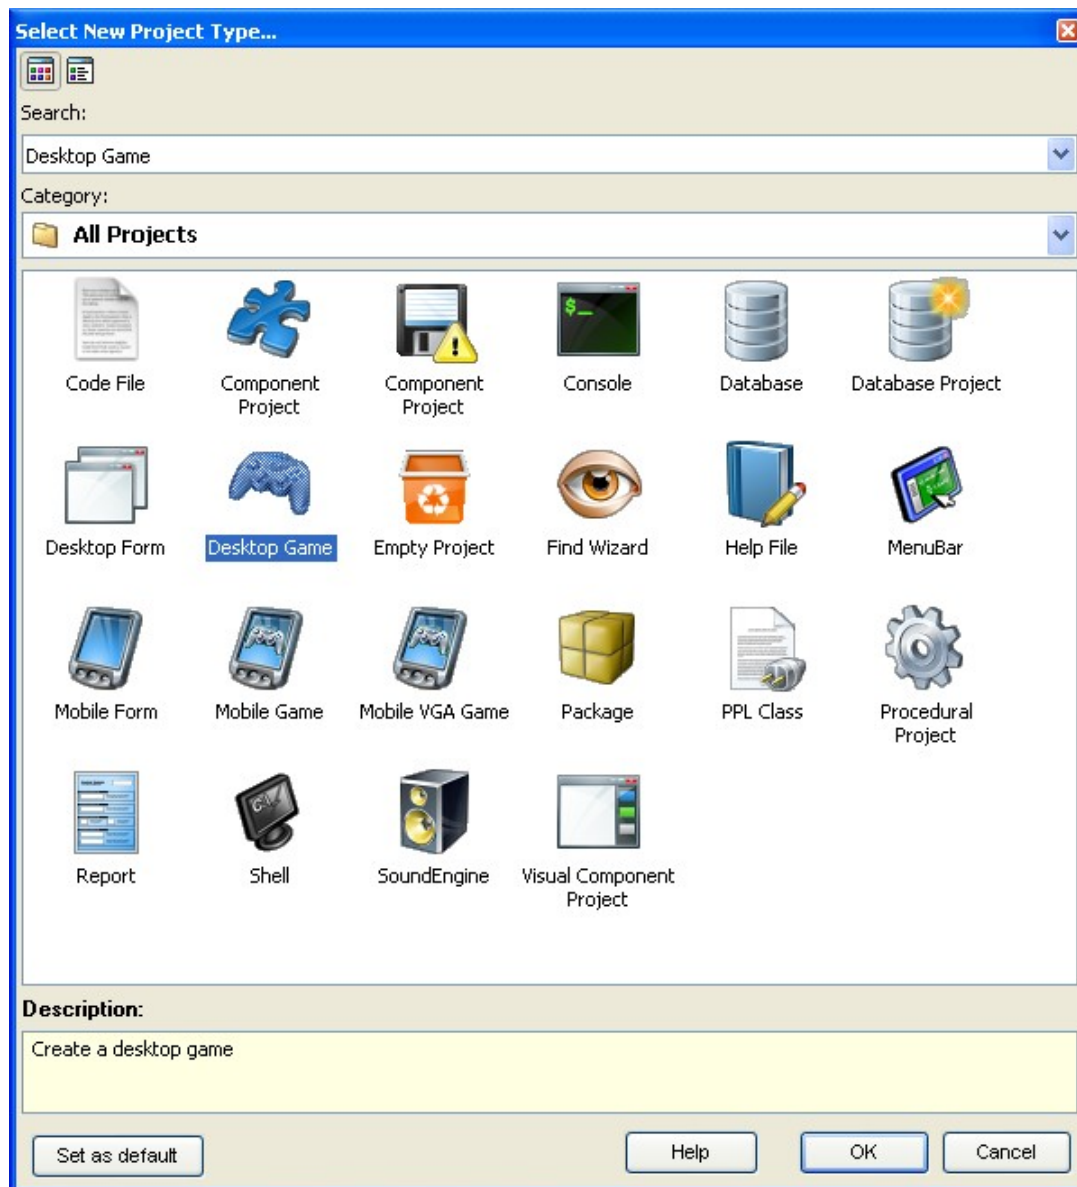 Select New Project Type...
Search:
Desktop Game
Category:
All Projects
Code File
Component
Project
Component
Project
Console
Database
Database Project
Desktop Form
Desktop Game
Empty Project
Find Wizard
Help File
MenuBar
Mobile Form
Mobile Game
Mobile VGA Game
Package
PPL Class
Procedural
Project
Report
Shell
SoundEngine
Visual Component
Project
Description:
Create a desktop game
Set as default
Help
OK
Cancel